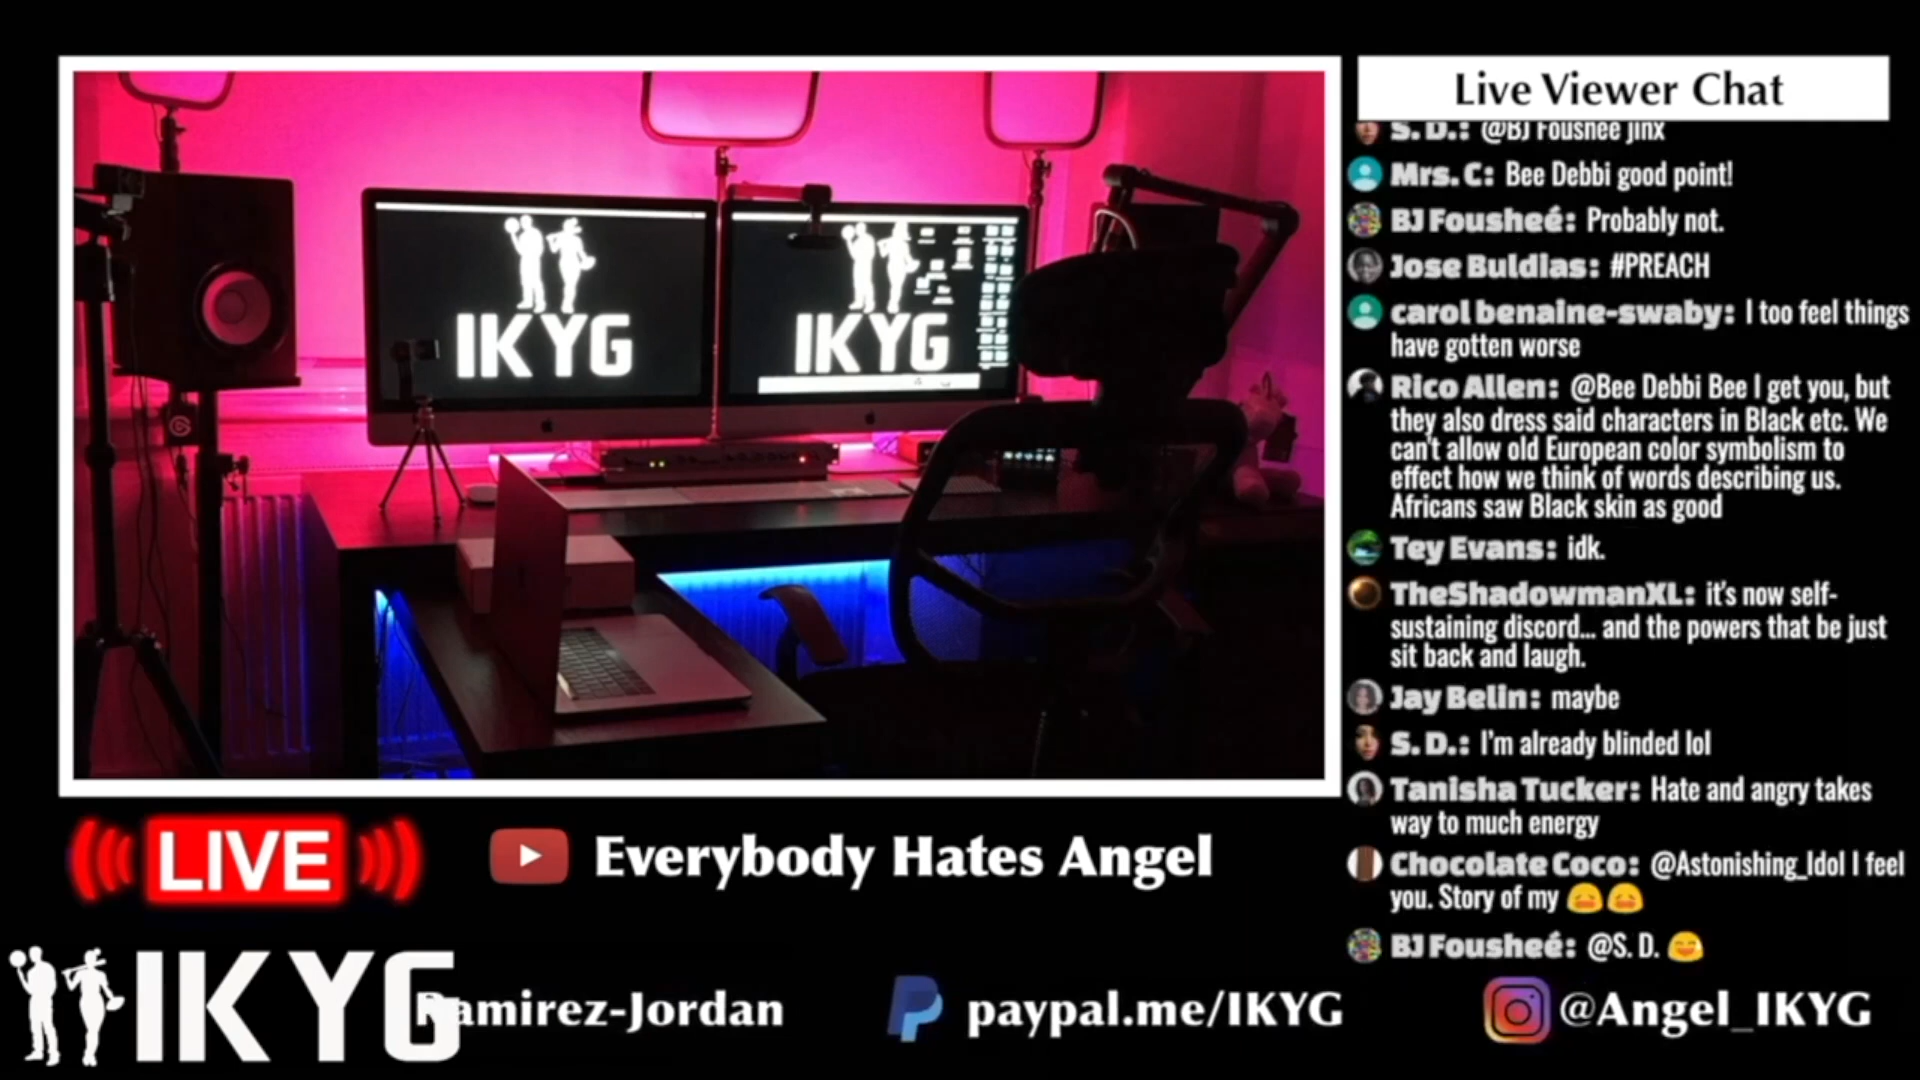 Live Viewer Chat
S. D.: @BJ Fousheé jinx
Mrs. C: Bee Debbi good point!
BJ Fousheé: Probably not.
Jose Buldias: #PREACH
carol benaine-swaby: I too feel things
have gotten worse
Rico Allen: @Bee Debbi Bee I get you, but
they also dress said characters in Black etc. We
can't allow old European color symbolism to
effect how we think of words describing us.
Africans saw Black skin as good
Tey Evans: idk.
TheShadowmanXL: it's now self-
sustaining discord... and the powers that be just
sit back and laugh.
Jay Belin: maybe
S. D.: I'm already blinded lol
Tanisha Tucker: Hate and angry takes
way to much energy
Chocolate Coco: @Astonishing_Idol I feel
you. Story of my 😩😩
BJ Fousheé: @S. D. 😅
IKYG
IKYG
LIVE
Everybody Hates Angel
IKYG
Ramirez-Jordan
paypal.me/IKYG
@Angel_IKYG